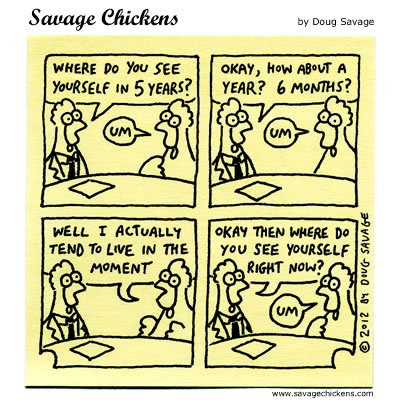 Savage Chickens
by Doug Savage
WHERE DO YOU SEE
YOURSELF IN 5 YEARS?
UM
OKAY, HOW ABOUT A
YEAR? 6 MONTHS?
UM
WELL I ACTUALLY
TEND TO LIVE IN THE
MOMENT
OKAY THEN WHERE DO
YOU SEE YOURSELF
RIGHT NOW?
UM
© 2012 BY DOUG SAVAGE
www.savagechickens.com